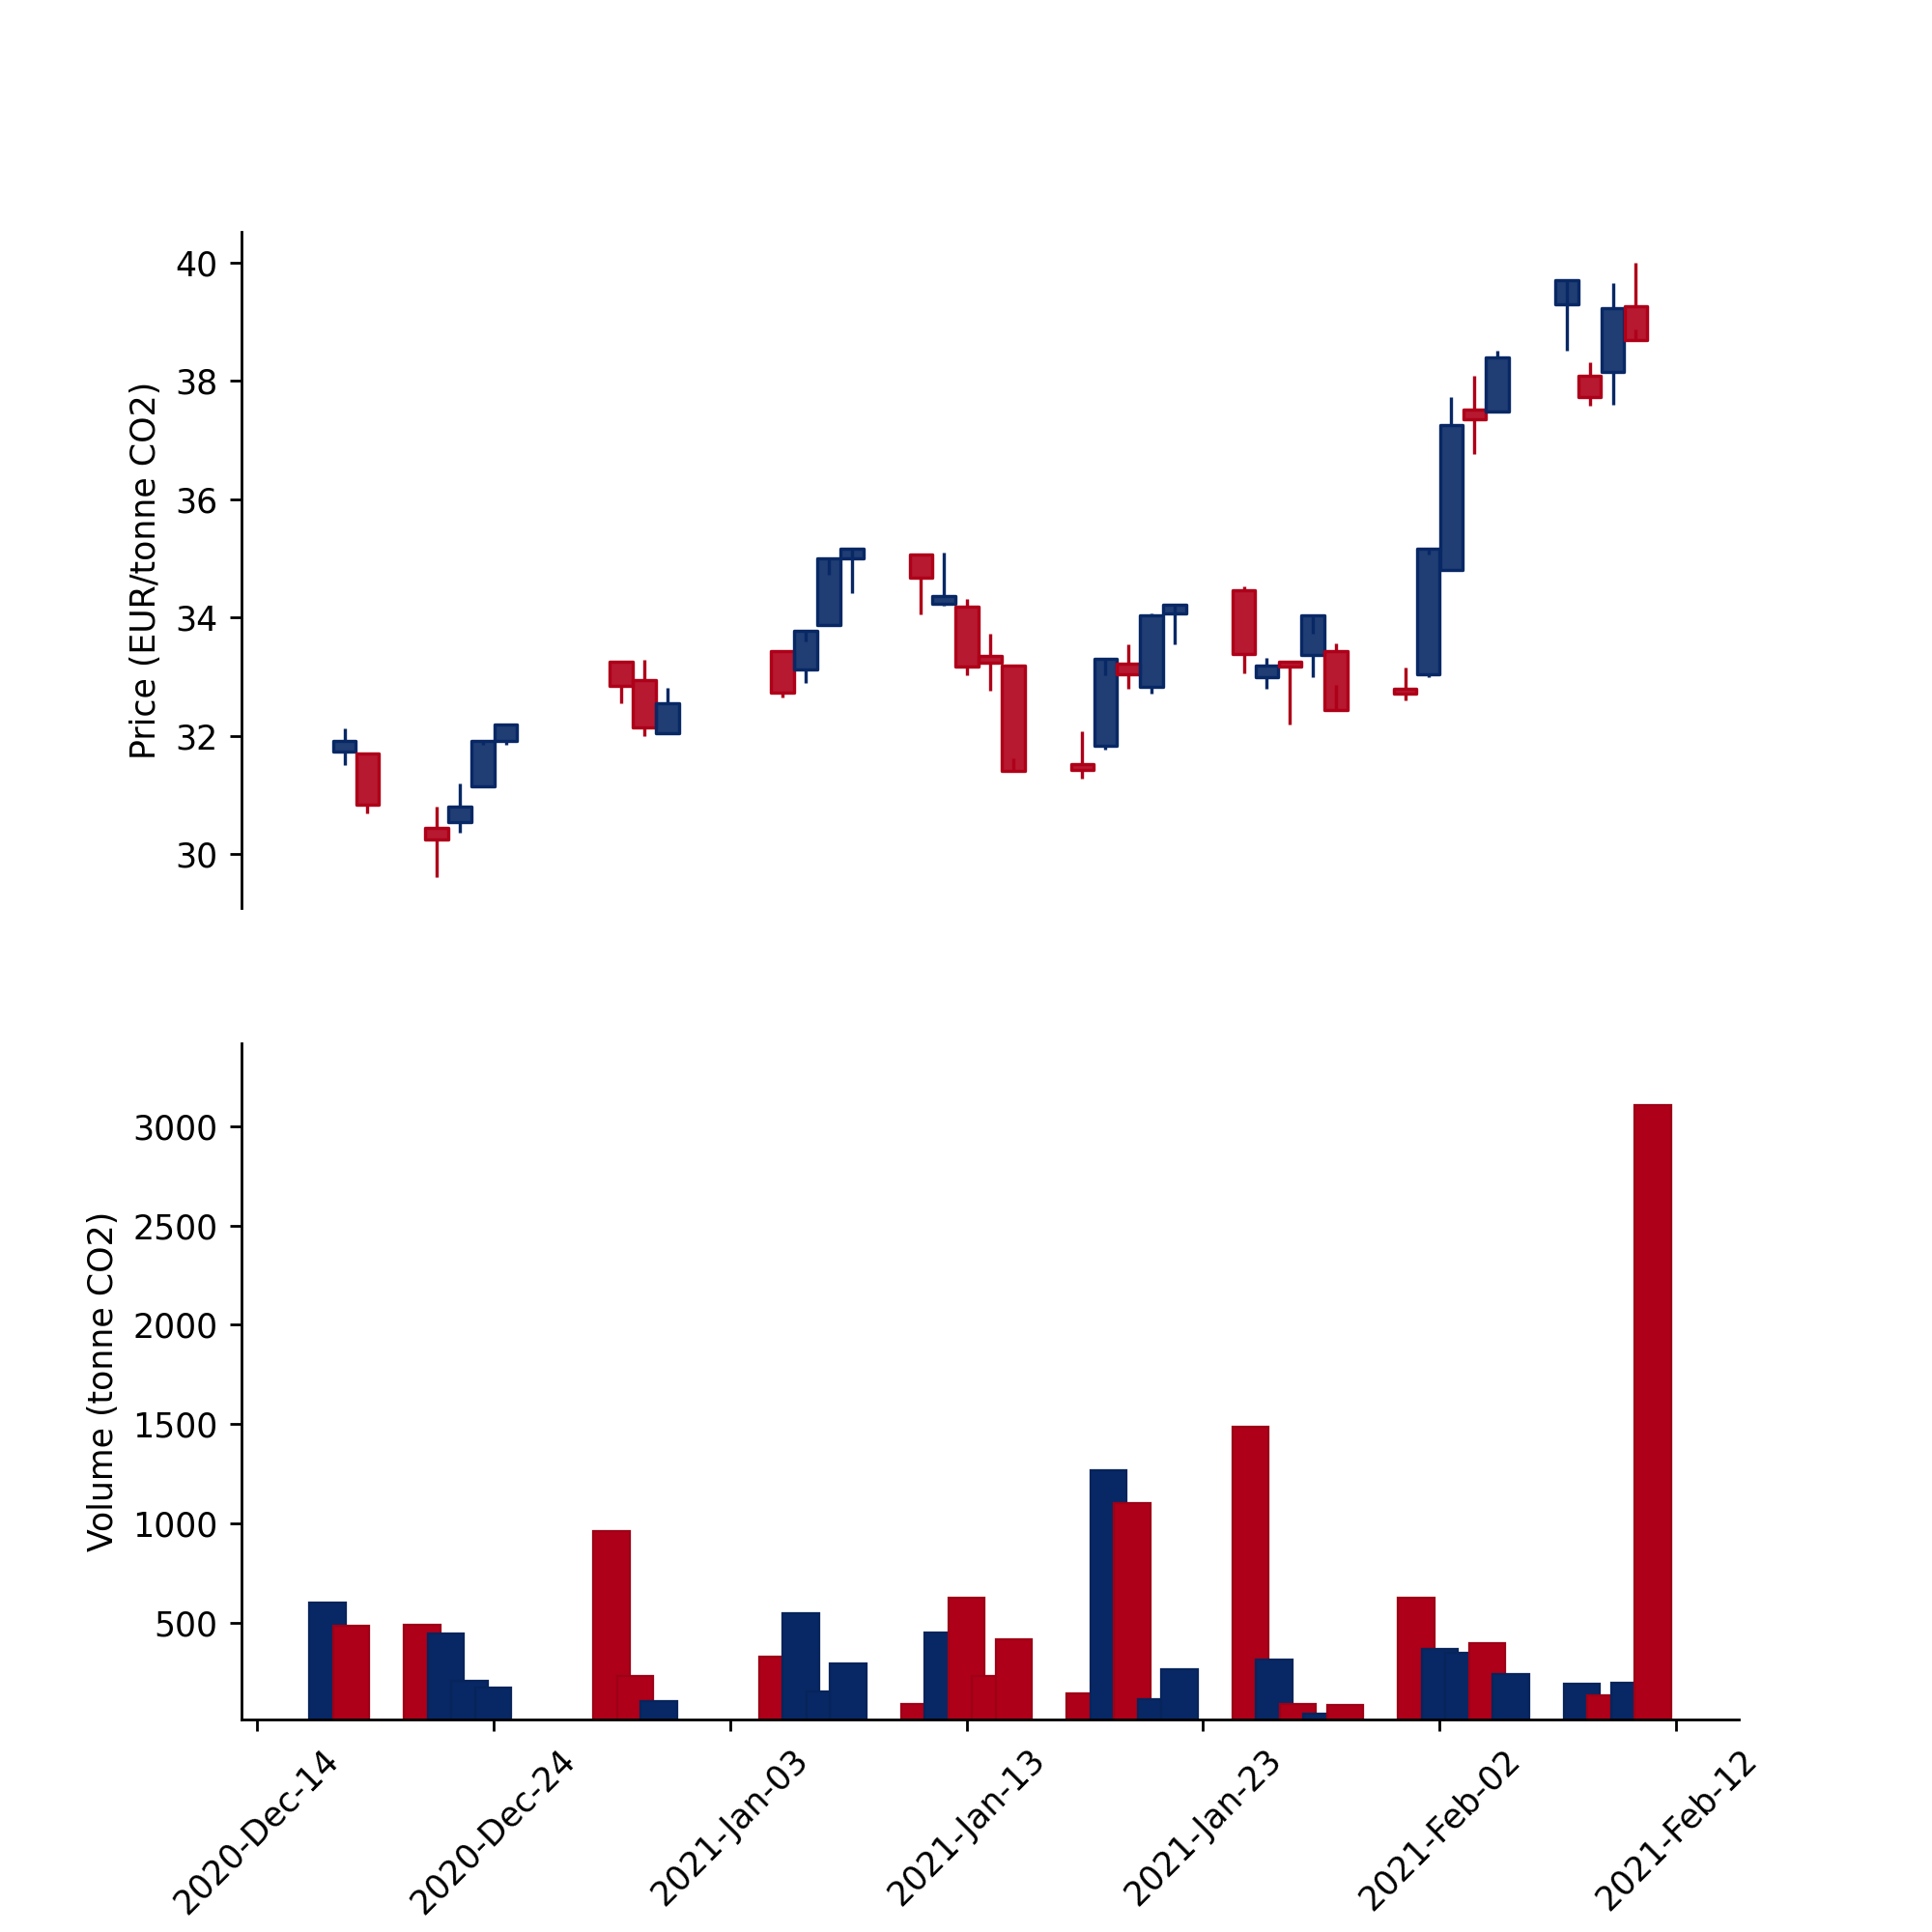 40
38
36
34
32
30
Price (EUR/tonne CO2)
3000
2500
2000
1500
1000
500
Volume (tonne CO2)
2020-Dec-14
2020-Dec-24
2021-Jan-03
2021-Jan-13
2021-Jan-23
2021-Feb-02
2021-Feb-12